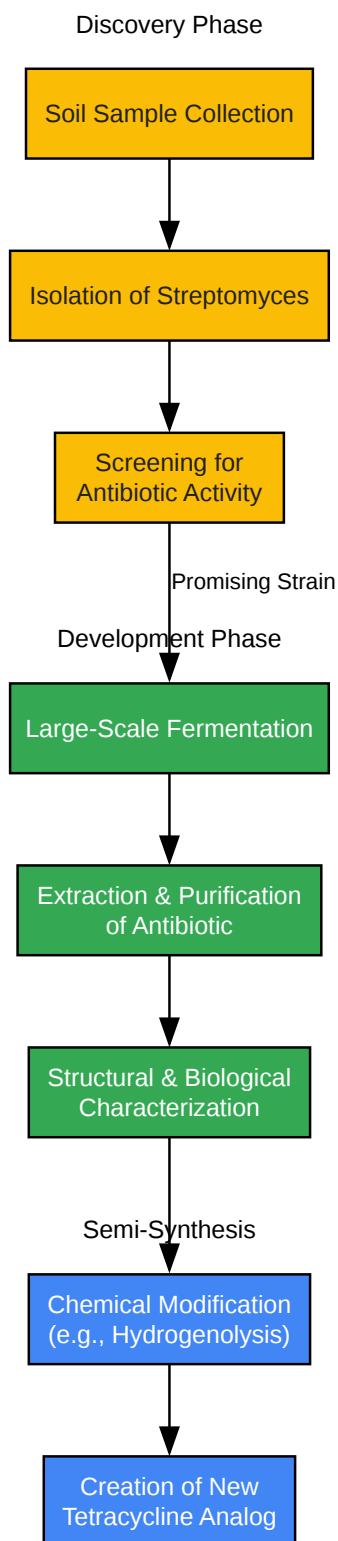 Discovery Phase
Soil Sample Collection
Isolation of Streptomyces
Screening for
Antibiotic Activity
Promising Strain
Development Phase
Large-Scale Fermentation
Extraction & Purification
of Antibiotic
Structural & Biological
Characterization
Semi-Synthesis
Chemical Modification
(e.g., Hydrogenolysis)
Creation of New
Tetracycline Analog